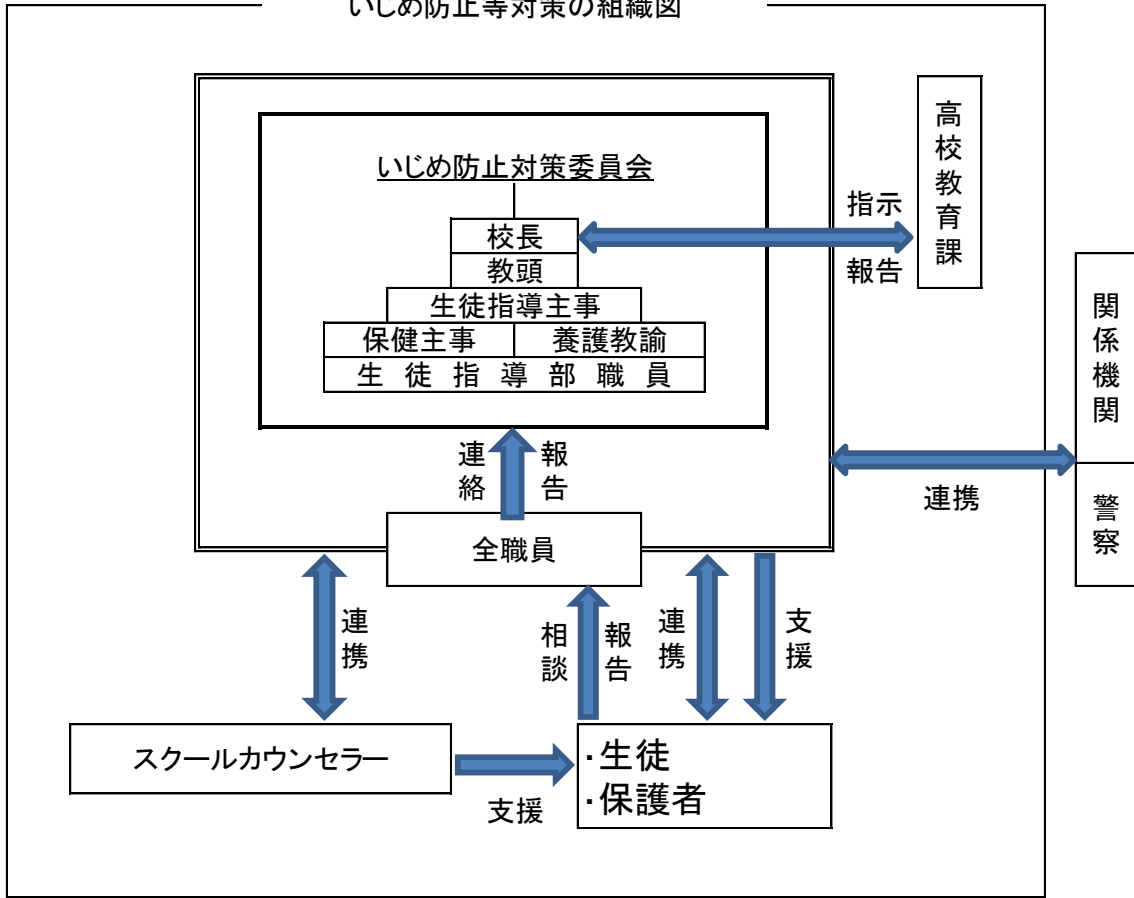 いじめ防止等対策の組織図
いじめ防止対策委員会
校長
教頭
生徒指導主事
保健主事
養護教諭
生徒指導部職員
指示
報告
高校教育課
関係機関
警察
連携
連絡
報告
全職員
連携
相談
報告
連携
支援
スクールカウンセラー
支援
・生徒
・保護者